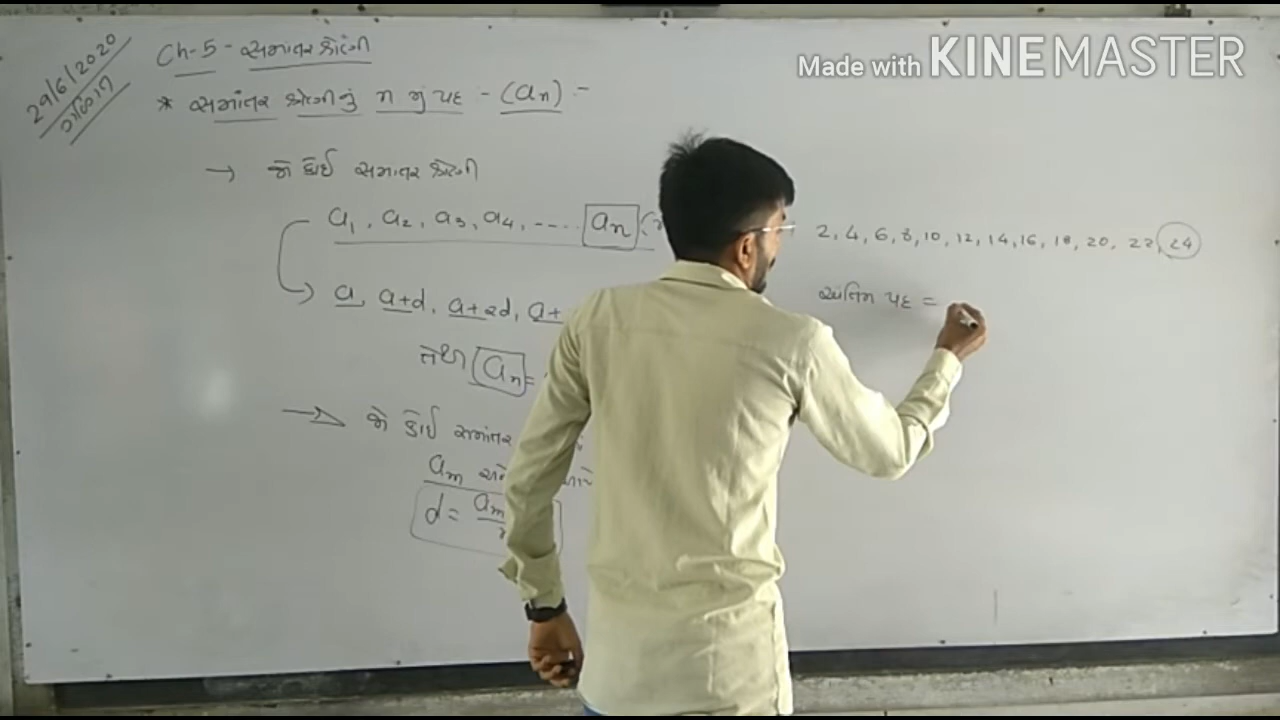 29/6/2020
ગણિત
Ch-5 - સમાંતર શ્રેણી
* સમાંતર શ્રેણીનું n મું પદ - (an) -
→ જો કોઈ સમાંતર શ્રેણી
a1, a2, a3, a4, ---- an
a, a+d, a+2d, a+
તેથી an =
→ જો કોઈ સમાંતર
am
d = am
2, 4, 6, 8, 10, 12, 14, 16, 18, 20, 22, 24
અંતિમ પદ =
Made with KINEMASTER